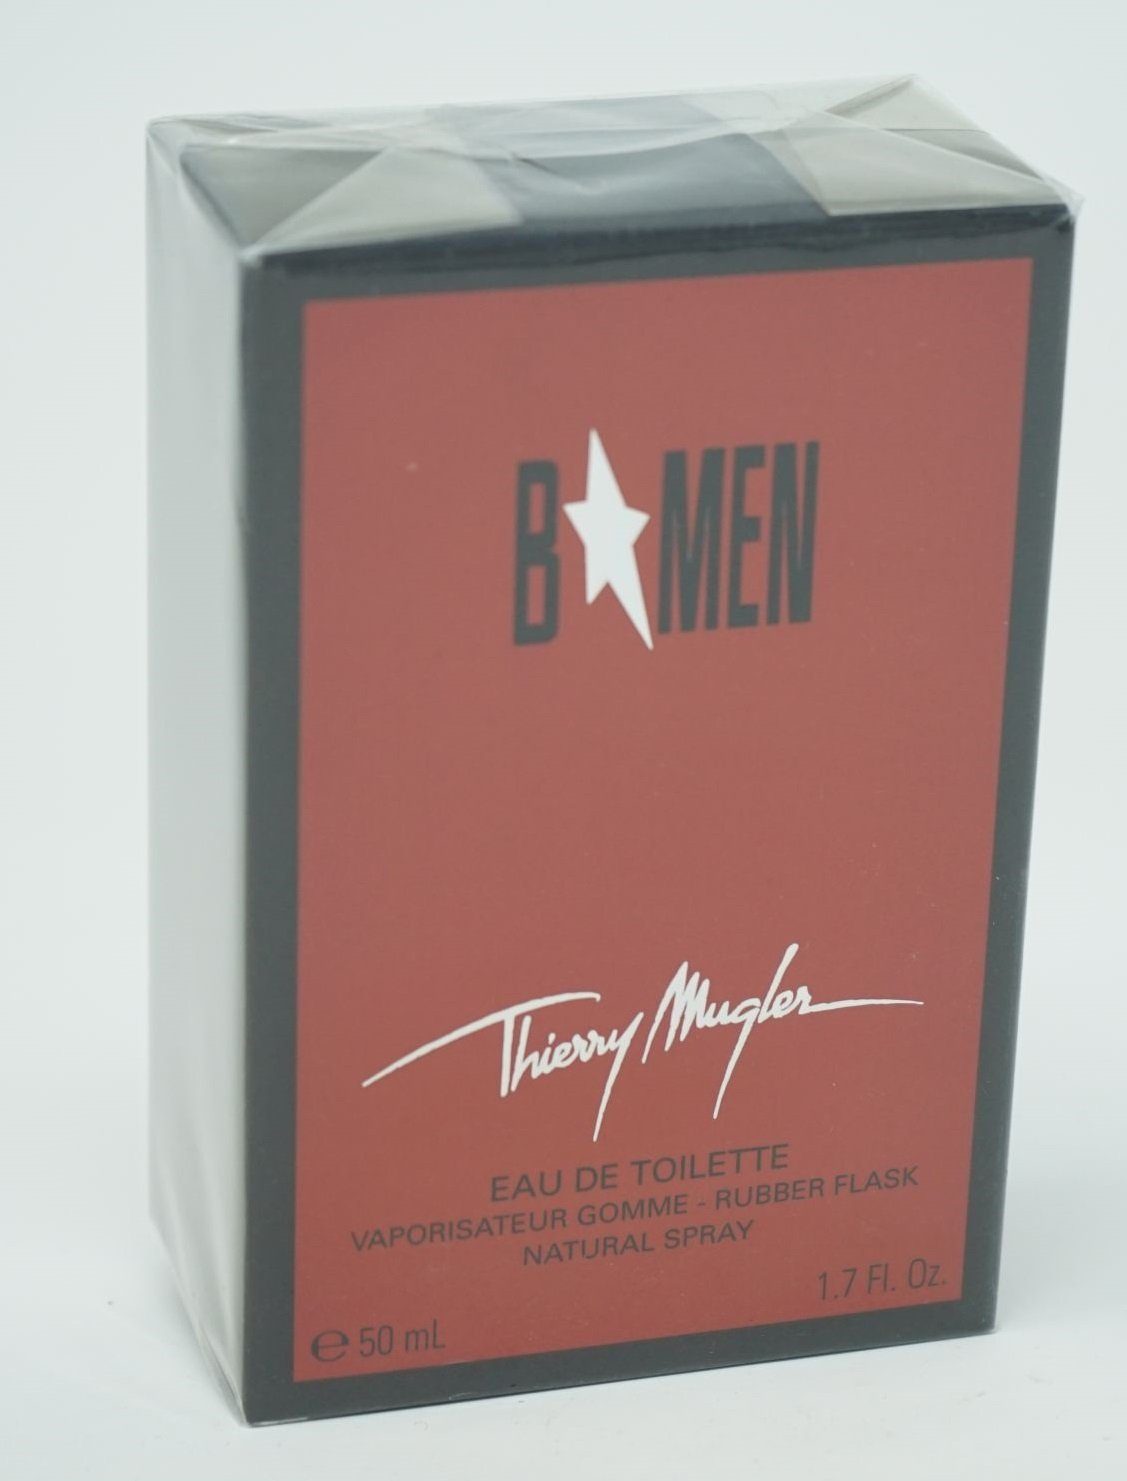 B MEN
Thierry Mugler
EAU DE TOILETTE
VAPORISATEUR GOMME - RUBBER FLASK
NATURAL SPRAY
1.7 Fl. Oz.
℮ 50 mL